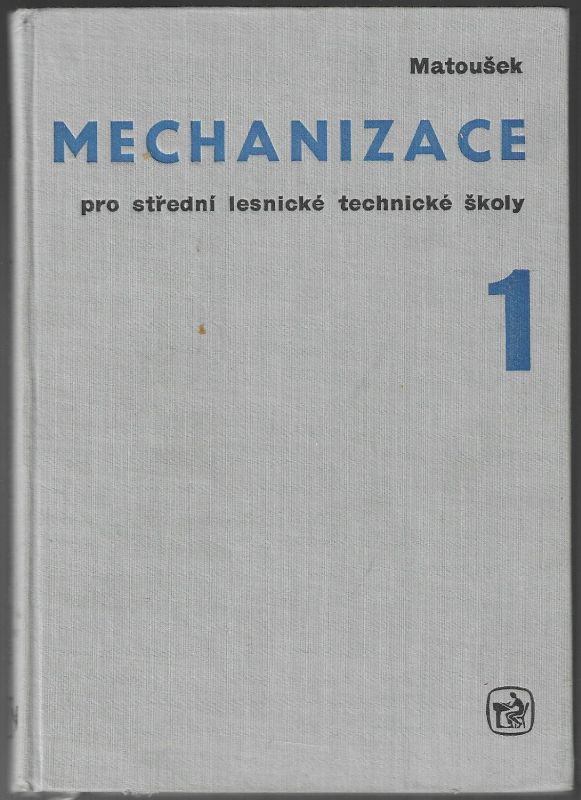 Matoušek
MECHANIZACE
pro střední lesnické technické školy
1